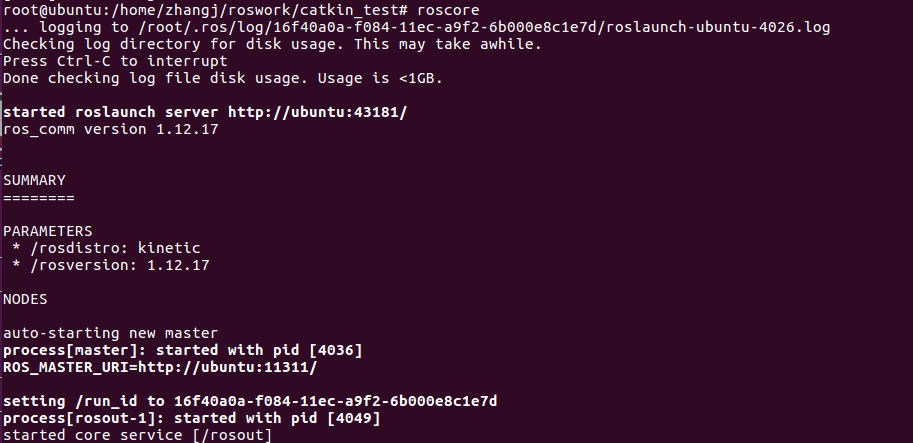 root@ubuntu:/home/zhangj/roswork/catkin_test# roscore
... logging to /root/.ros/log/16f40a0a-f084-11ec-a9f2-6b000e8c1e7d/roslaunch-ubuntu-4026.log
Checking log directory for disk usage. This may take awhile.
Press Ctrl-C to interrupt
Done checking log file disk usage. Usage is <1GB.
started roslaunch server http://ubuntu:43181/
ros_comm version 1.12.17
SUMMARY
========
PARAMETERS
* /rosdistro: kinetic
* /rosversion: 1.12.17
NODES
auto-starting new master
process[master]: started with pid [4036]
ROS_MASTER_URI=http://ubuntu:11311/
setting /run_id to 16f40a0a-f084-11ec-a9f2-6b000e8c1e7d
process[rosout-1]: started with pid [4049]
started core service [/rosout]